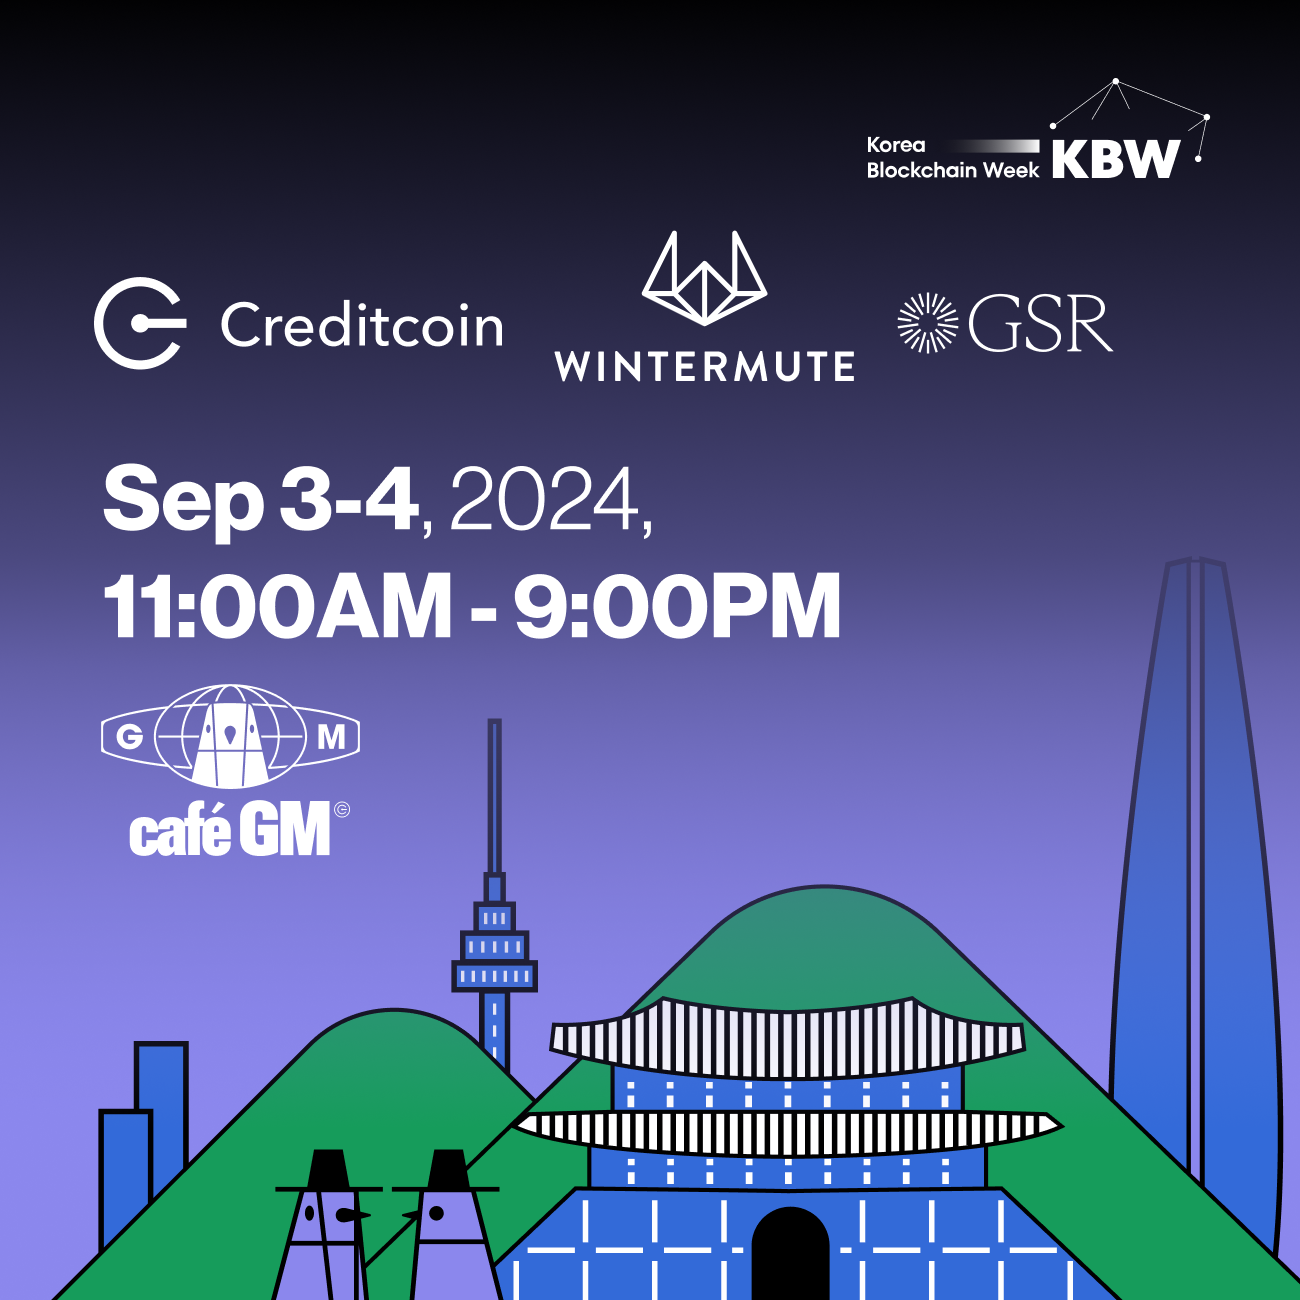 Korea
Blockchain Week KBW
Creditcoin
WINTERMUTE
GSR
Sep 3-4, 2024,
11:00AM - 9:00PM
G M
café GM©